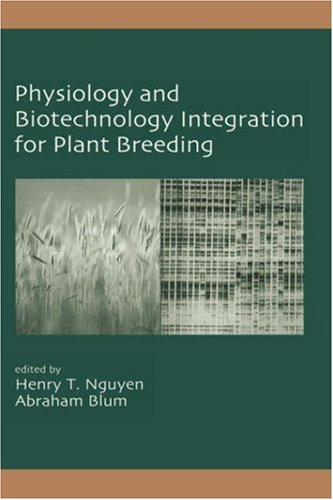 Physiology and
Biotechnology Integration
for Plant Breeding
edited by
Henry T. Nguyen
Abraham Blum